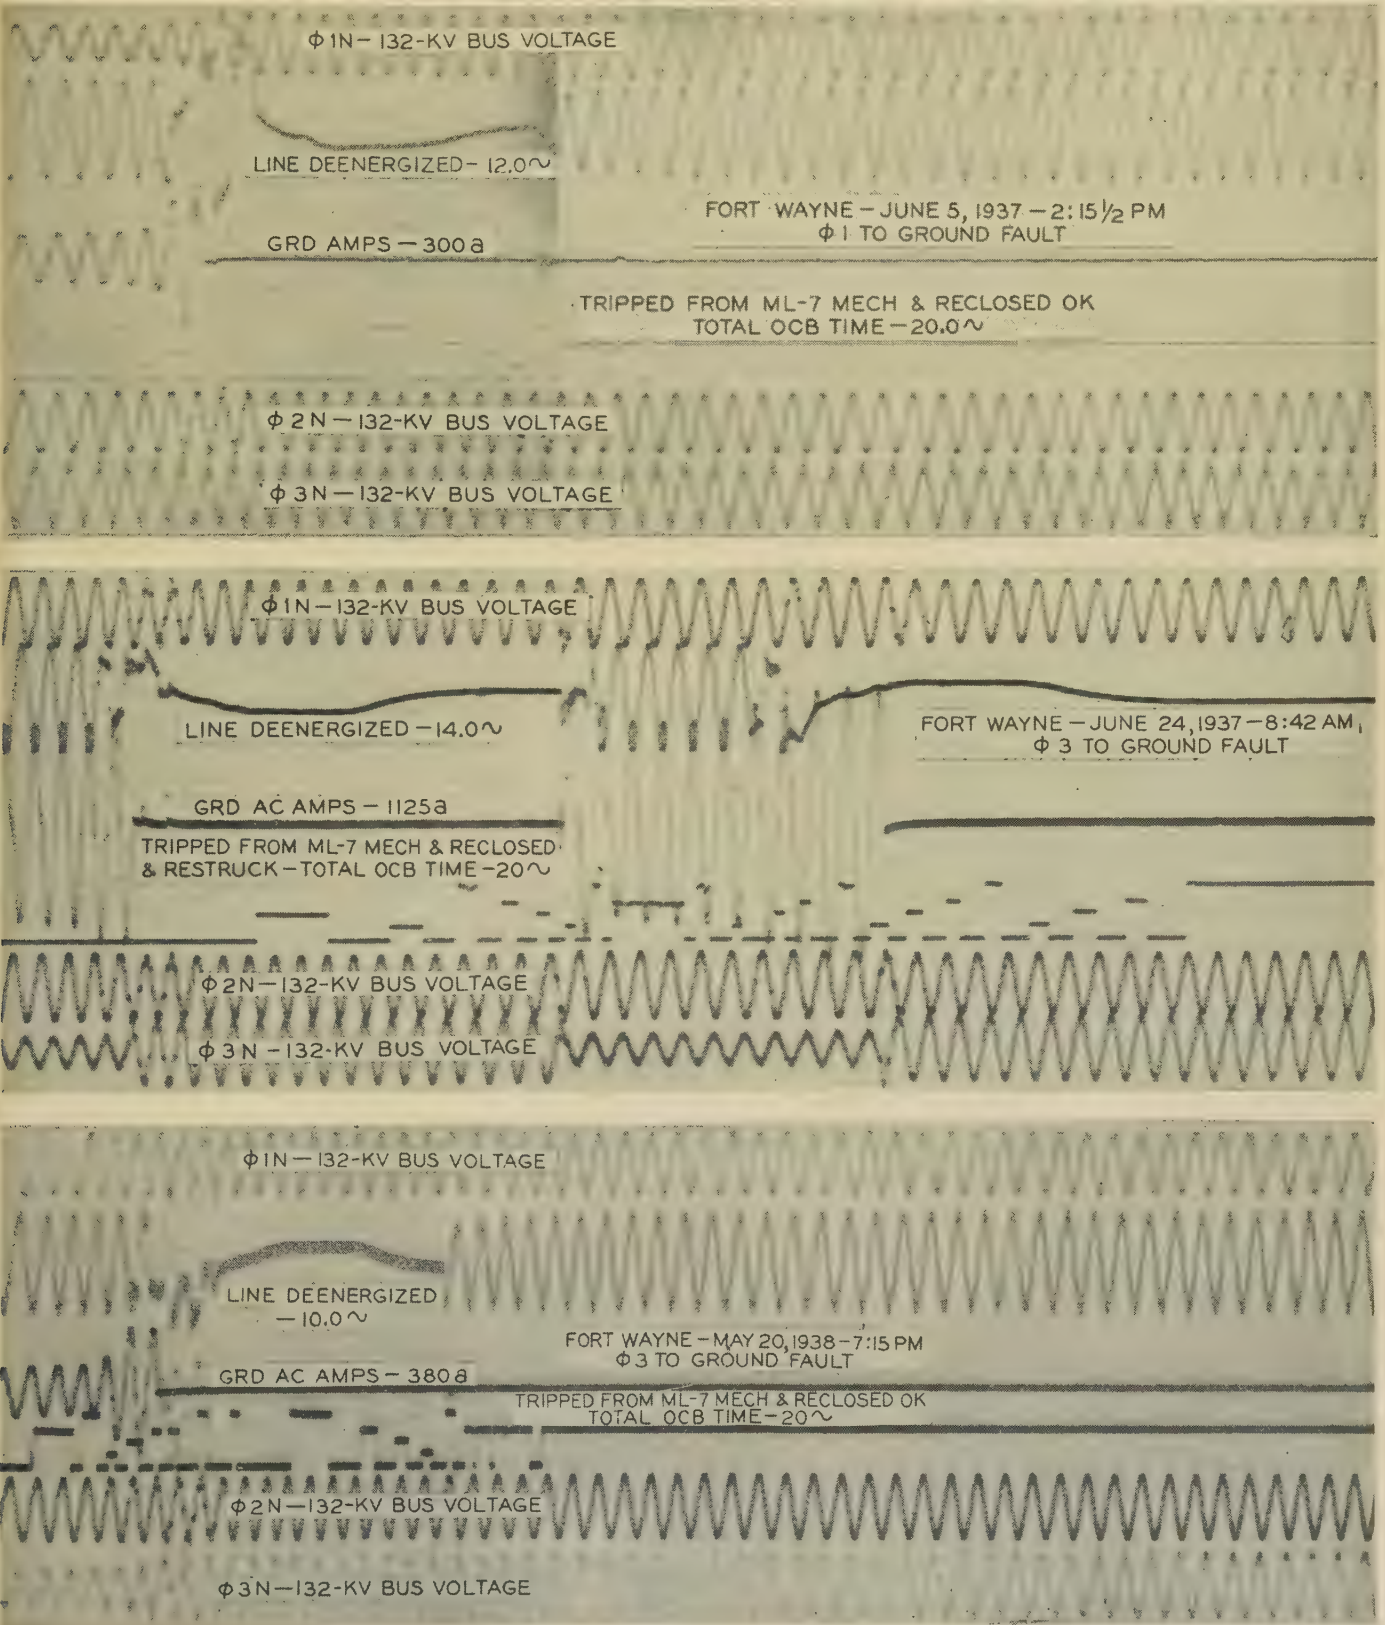 Φ1N–132-KV BUS VOLTAGE
LINE DEENERGIZED–12.0~
FORT WAYNE–JUNE 5, 1937–2:15½ PM
Φ1 TO GROUND FAULT
GRD AMPS–300a
TRIPPED FROM ML-7 MECH & RECLOSED OK
TOTAL OCB TIME–20.0~
Φ2N–132-KV BUS VOLTAGE
Φ3N–132-KV BUS VOLTAGE
Φ1N–132-KV BUS VOLTAGE
LINE DEENERGIZED–14.0~
FORT WAYNE–JUNE 24, 1937–8:42 AM,
Φ3 TO GROUND FAULT
GRD AC AMPS–1125a
TRIPPED FROM ML-7 MECH & RECLOSED
& RESTRUCK–TOTAL OCB TIME–20~
Φ2N–132-KV BUS VOLTAGE
Φ3N–132-KV BUS VOLTAGE
Φ1N–132-KV BUS VOLTAGE
LINE DEENERGIZED
–10.0~
FORT WAYNE–MAY 20, 1938–7:15 PM
Φ3 TO GROUND FAULT
GRD AC AMPS–380a
TRIPPED FROM ML-7 MECH & RECLOSED OK
TOTAL OCB TIME–20~
Φ2N–132-KV BUS VOLTAGE
Φ3N–132-KV BUS VOLTAGE